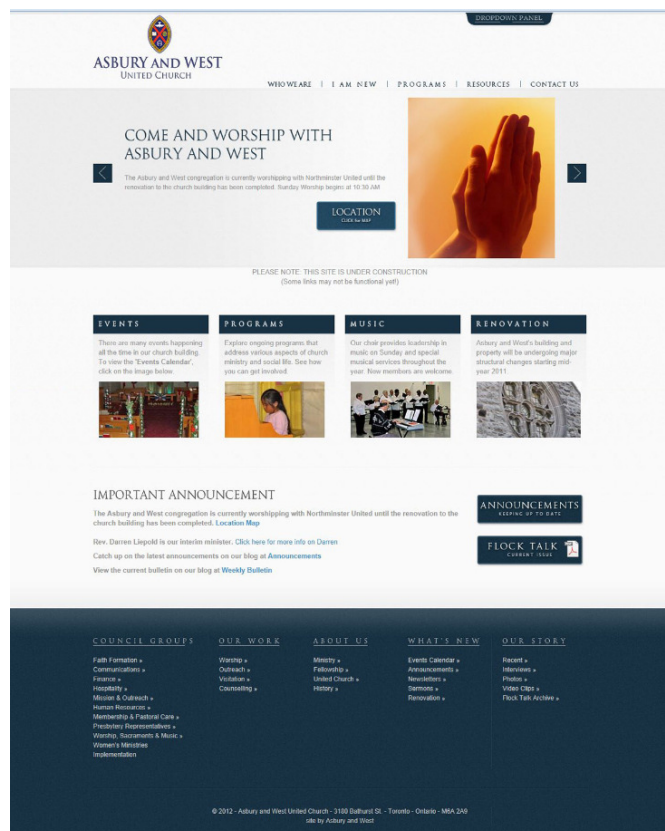 DROPDOWN PANEL
ASBURY AND WEST
UNITED CHURCH
WHO WE ARE | I AM NEW | PROGRAMS | RESOURCES | CONTACT US
COME AND WORSHIP WITH
ASBURY AND WEST
The Asbury and West congregation is currently worshipping with Northminster United until the
renovation to the church building has been completed. Sunday Worship begins at 10:30 AM
LOCATION
CLICK for MAP
PLEASE NOTE: THIS SITE IS UNDER CONSTRUCTION
(Some links may not be functional yet!)
EVENTS
There are many events happening
all the time in our church building.
To view the 'Events Calendar',
click on the image below.
PROGRAMS
Explore ongoing programs that
address various aspects of church
ministry and social life. See how
you can get involved.
MUSIC
Our choir provides leadership in
music on Sunday and special
musical services throughout the
year. New members are welcome.
RENOVATION
Asbury and West's building and
property will be undergoing major
structural changes starting mid-
year 2011.
IMPORTANT ANNOUNCEMENT
The Asbury and West congregation is currently worshipping with Northminster United until the renovation to the
church building has been completed. Location Map
Rev. Darren Liepold is our interim minister. Click here for more info on Darren
Catch up on the latest announcements on our blog at Announcements
View the current bulletin on our blog at Weekly Bulletin
ANNOUNCEMENTS
KEEPING UP TO DATE
FLOCK TALK
CURRENT ISSUE
COUNCIL GROUPS
Faith Formation »
Communications »
Finance »
Hospitality »
Mission & Outreach »
Human Resources »
Membership & Pastoral Care »
Presbytery Representatives »
Worship, Sacraments & Music »
Women's Ministries
Implementation
OUR WORK
Worship »
Outreach »
Visitation »
Counselling »
ABOUT US
Ministry »
Fellowship »
United Church »
History »
WHAT'S NEW
Events Calendar »
Announcements »
Newsletters »
Sermons »
Renovation »
OUR STORY
Recent »
Interviews »
Photos »
Video Clips »
Flock Talk Archive »
© 2012 - Asbury and West United Church - 3180 Bathurst St. - Toronto - Ontario - M6A 2A9
site by Asbury and West